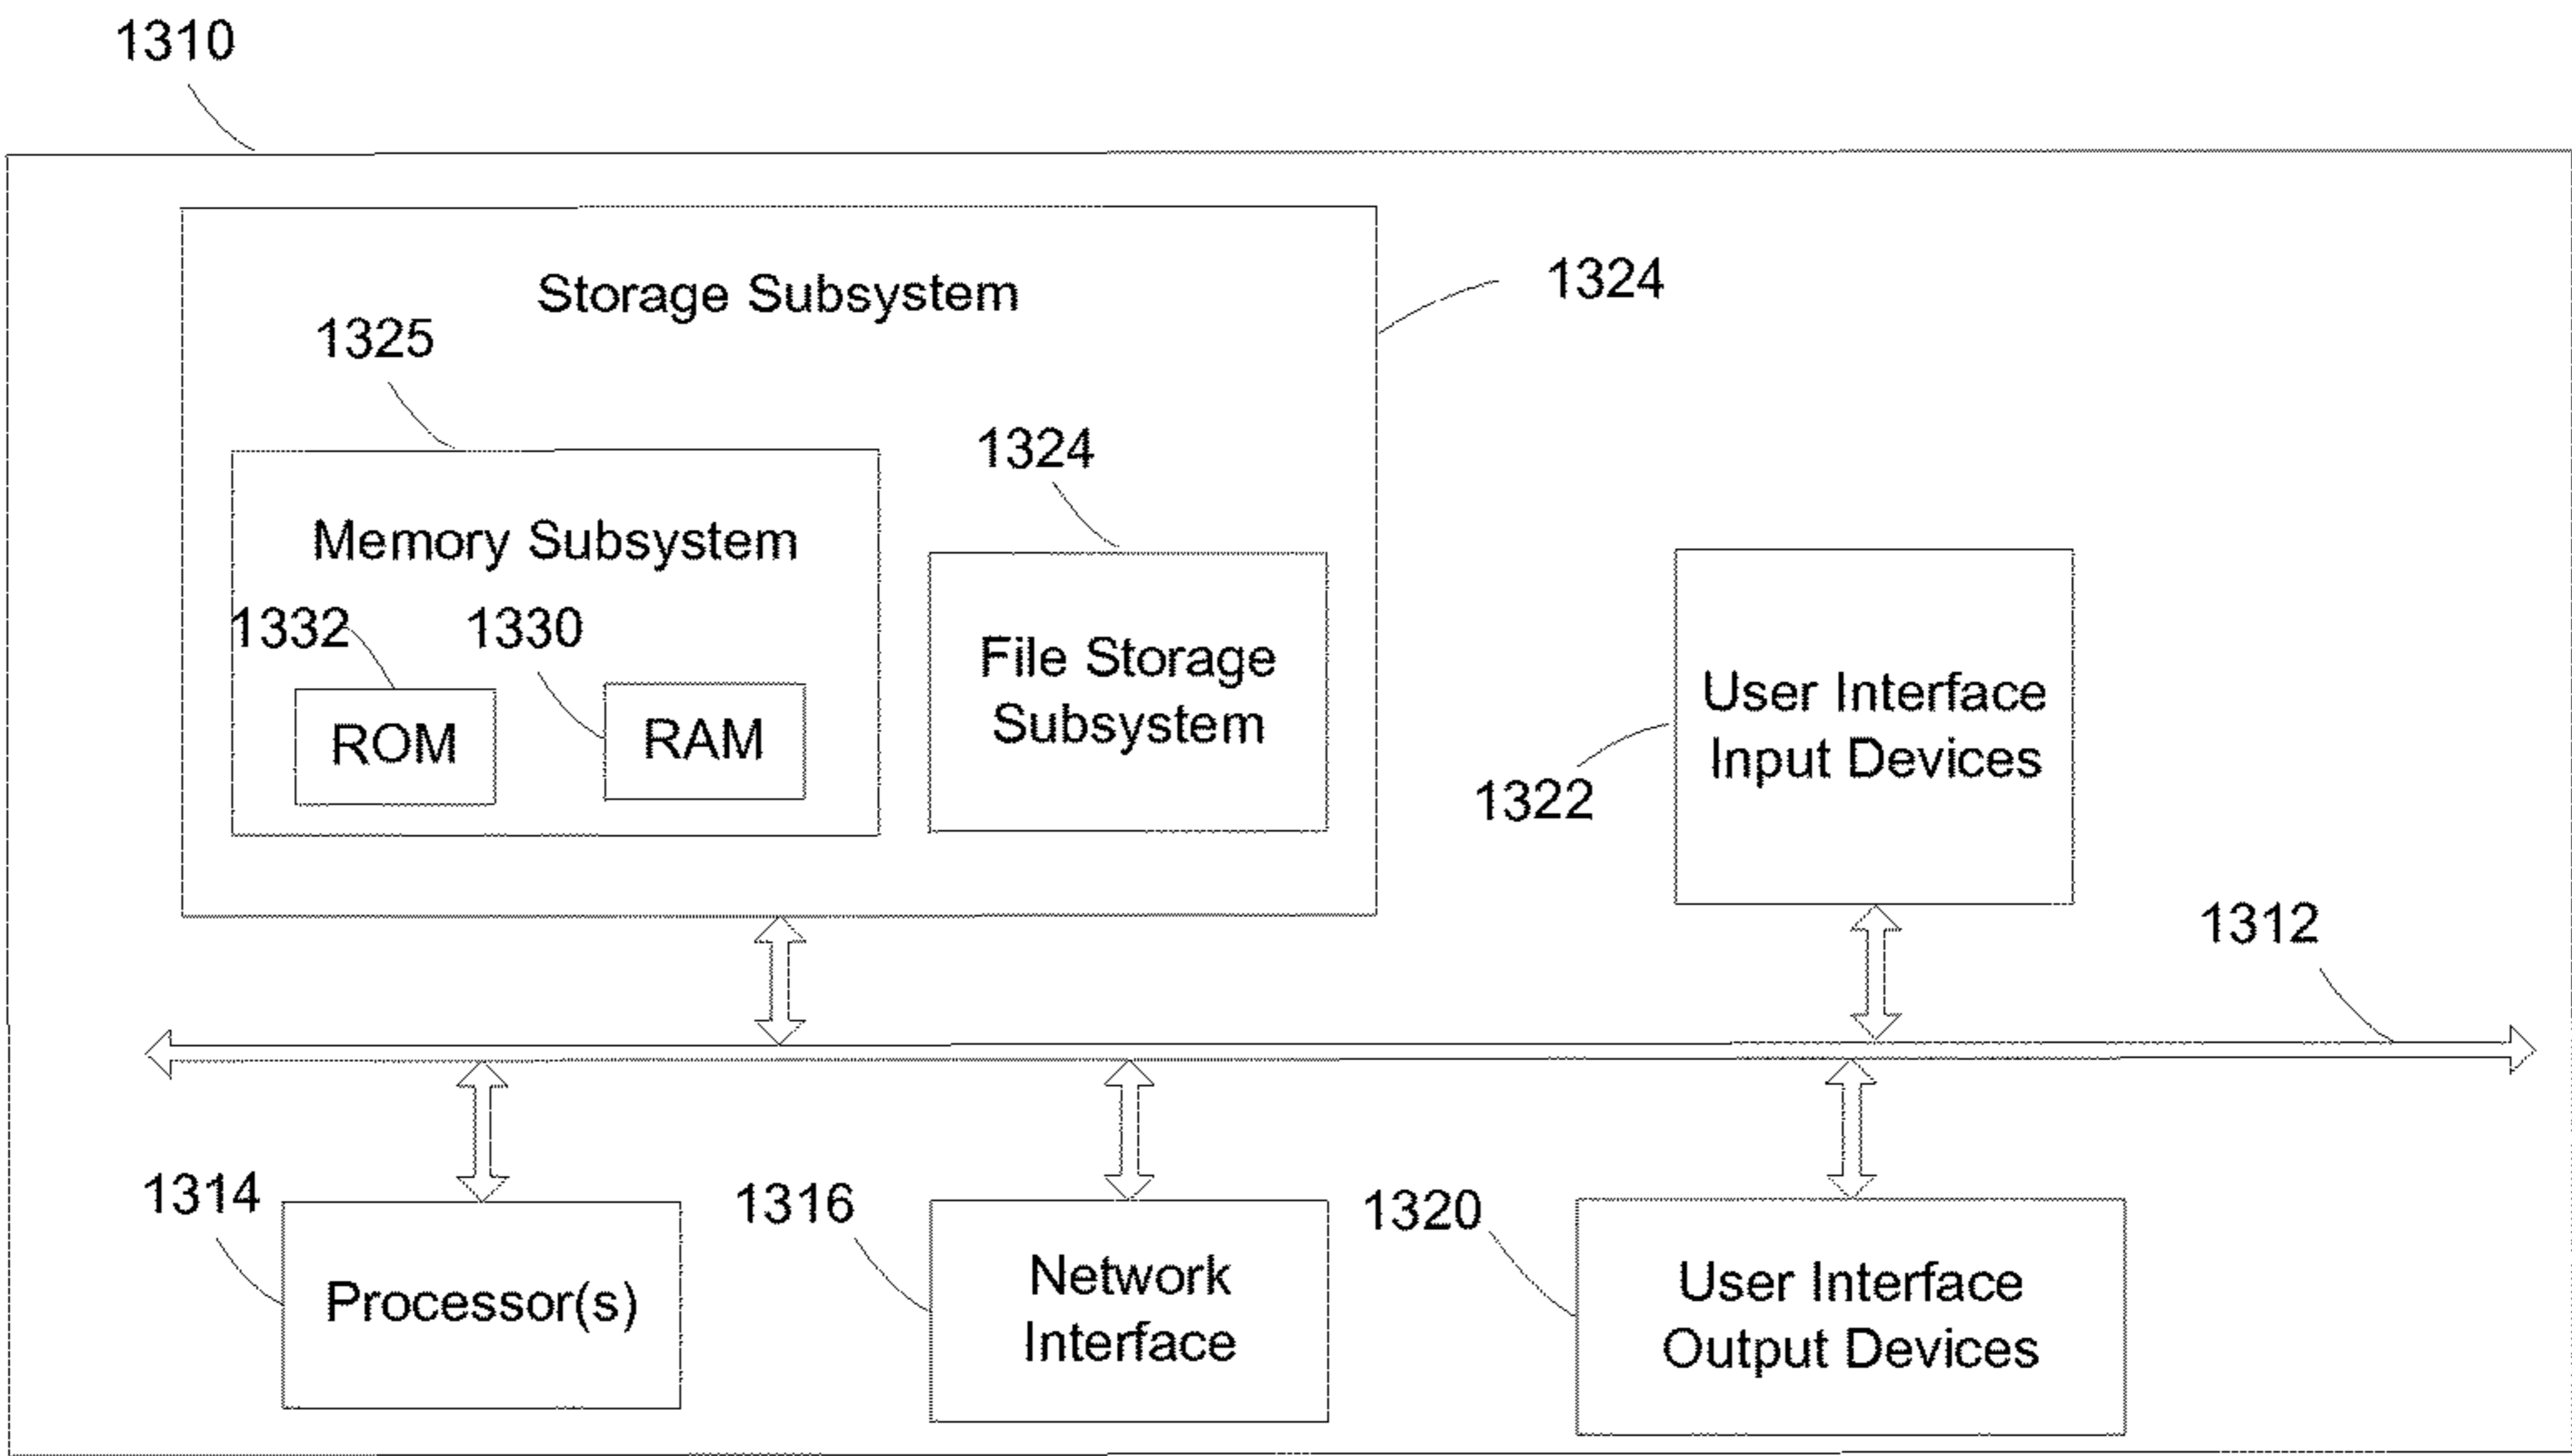 1310
Storage Subsystem
1324
1325
1324
Memory Subsystem
1332
1330
ROM
RAM
File Storage
Subsystem
User Interface
Input Devices
1322
1312
1314
Processor(s)
1316
Network
Interface
1320
User Interface
Output Devices